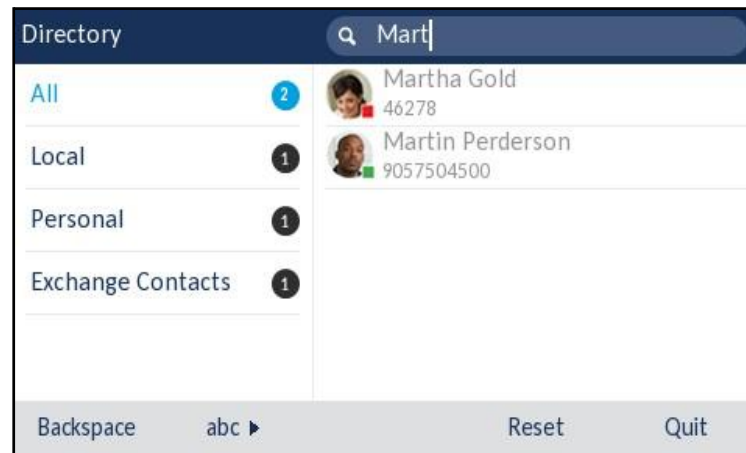 Directory
Mart
All 2
Local 1
Personal 1
Exchange Contacts 1
Martha Gold
46278
Martin Perderson
9057504500
Backspace abc Reset Quit